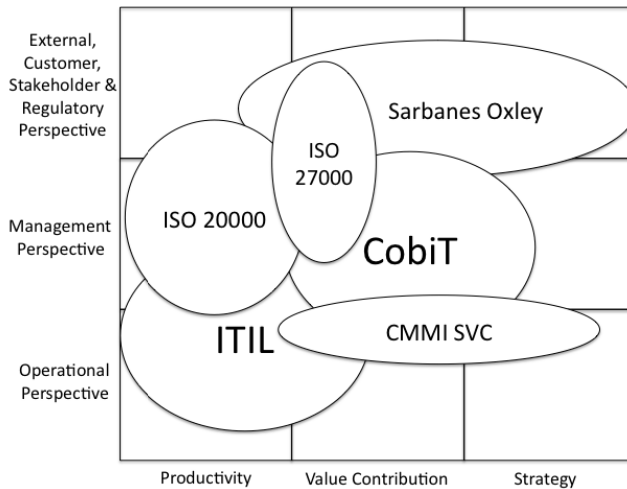 External,
Customer,
Stakeholder &
Regulatory
Perspective
Sarbanes Oxley
ISO
27000
ISO 20000
Management
Perspective
CobiT
ITIL
CMMI SVC
Operational
Perspective
Productivity
Value Contribution
Strategy